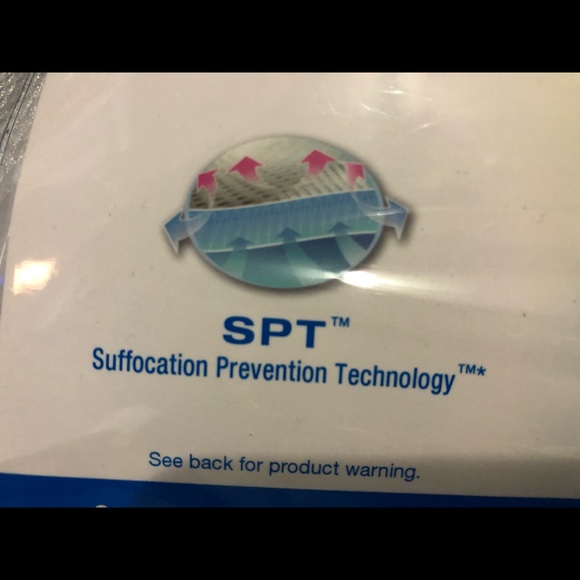 SPT™
Suffocation Prevention Technology™*
See back for product warning.